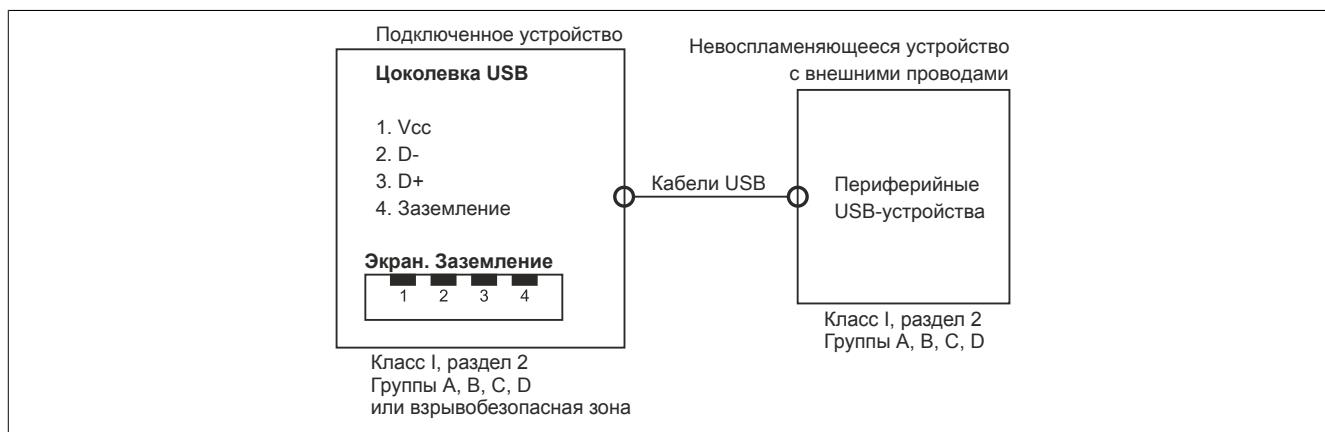 Подключенное устройство
Цоколевка USB
1. Vcc
2. D-
3. D+
4. Заземление
Экран. Заземление
1 2 3 4
Класс I, раздел 2
Группы A, B, C, D
или взрывобезопасная зона
Кабели USB
Невоспламеняющееся устройство
с внешними проводами
Периферийные
USB-устройства
Класс I, раздел 2
Группы A, B, C, D